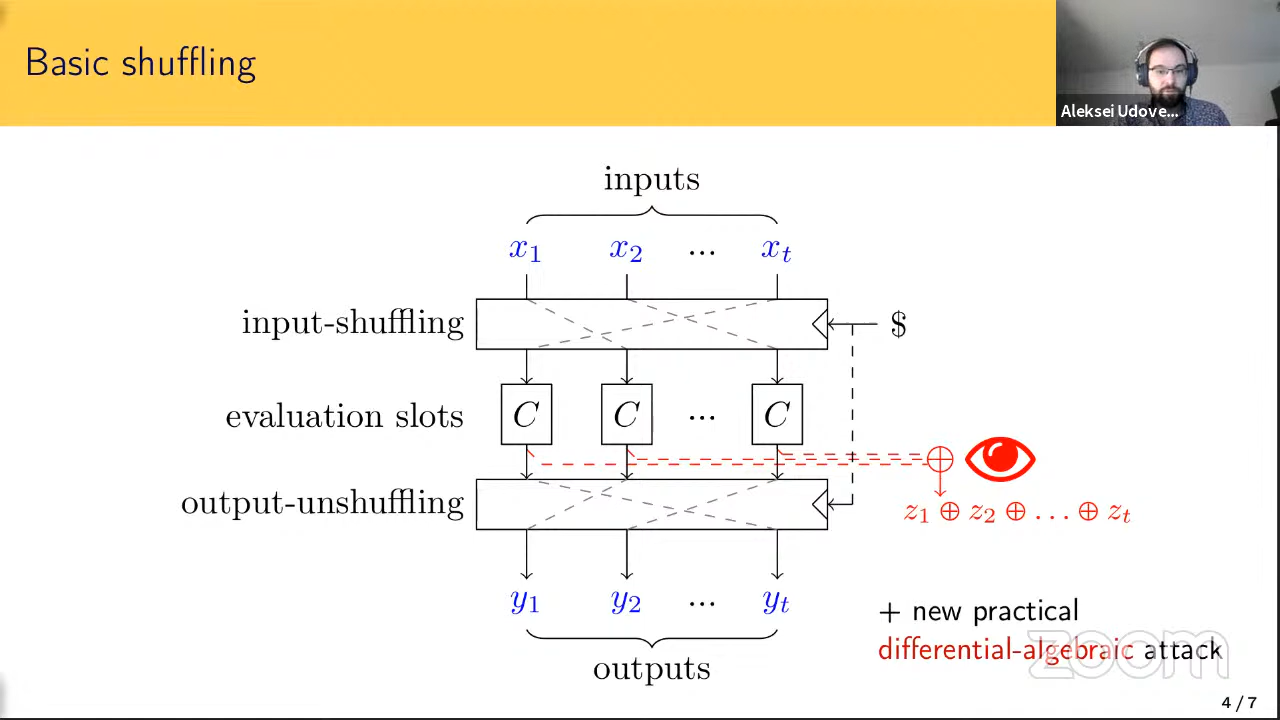 Basic shuffling
Aleksei Udove...
inputs
x₁ x₂ ... xₜ
input-shuffling
$
evaluation slots
C C ... C
output-unshuffling
z₁ ⊕ z₂ ⊕ ... ⊕ zₜ
y₁ y₂ ... yₜ
outputs
+ new practical
differential-algebraic attack
zoom
4 / 7